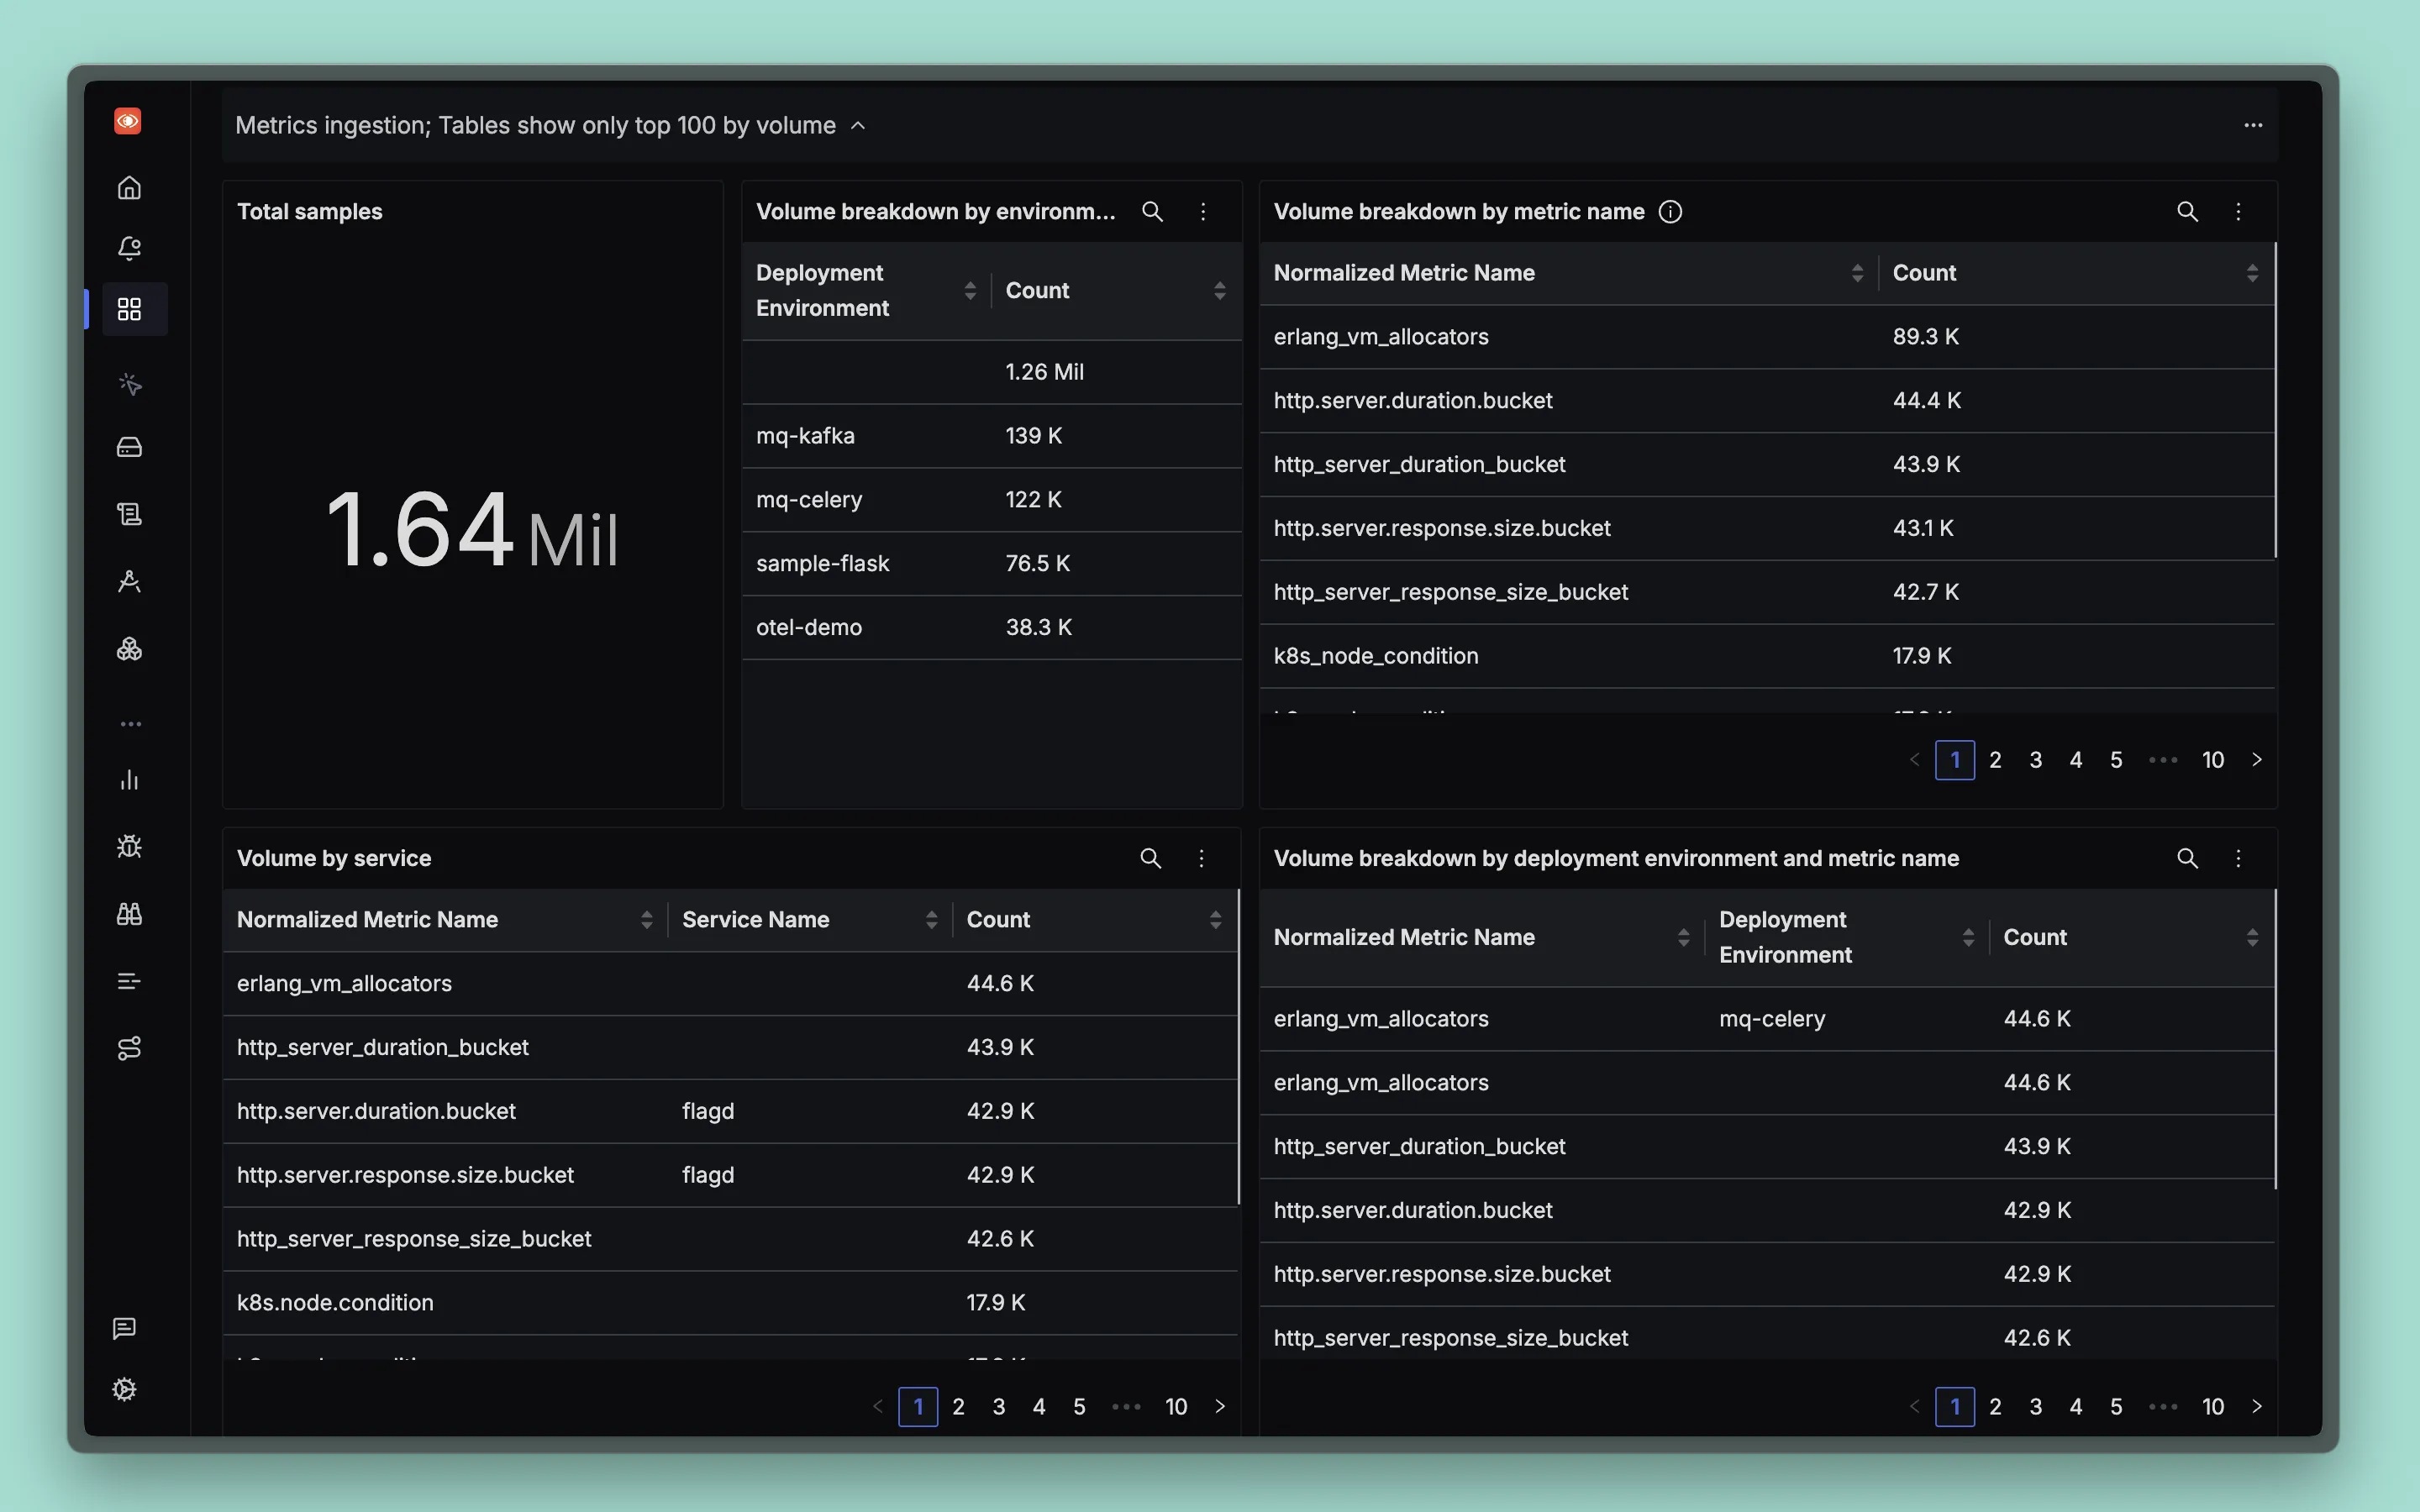 Metrics ingestion; Tables show only top 100 by volume
Total samples
1.64 Mil
Volume breakdown by environm...
Deployment
Environment
Count
1.26 Mil
mq-kafka 139 K
mq-celery 122 K
sample-flask 76.5 K
otel-demo 38.3 K
Volume breakdown by metric name
Normalized Metric Name Count
erlang_vm_allocators 89.3 K
http.server.duration.bucket 44.4 K
http_server_duration_bucket 43.9 K
http.server.response.size.bucket 43.1 K
http_server_response_size_bucket 42.7 K
k8s_node_condition 17.9 K
1 2 3 4 5 ••• 10
Volume by service
Normalized Metric Name Service Name Count
erlang_vm_allocators 44.6 K
http_server_duration_bucket 43.9 K
http.server.duration.bucket flagd 42.9 K
http.server.response.size.bucket flagd 42.9 K
http_server_response_size_bucket 42.6 K
k8s.node.condition 17.9 K
1 2 3 4 5 ••• 10
Volume breakdown by deployment environment and metric name
Normalized Metric Name
Deployment
Environment
Count
erlang_vm_allocators mq-celery 44.6 K
erlang_vm_allocators 44.6 K
http_server_duration_bucket 43.9 K
http.server.duration.bucket 42.9 K
http.server.response.size.bucket 42.9 K
http_server_response_size_bucket 42.6 K
1 2 3 4 5 ••• 10